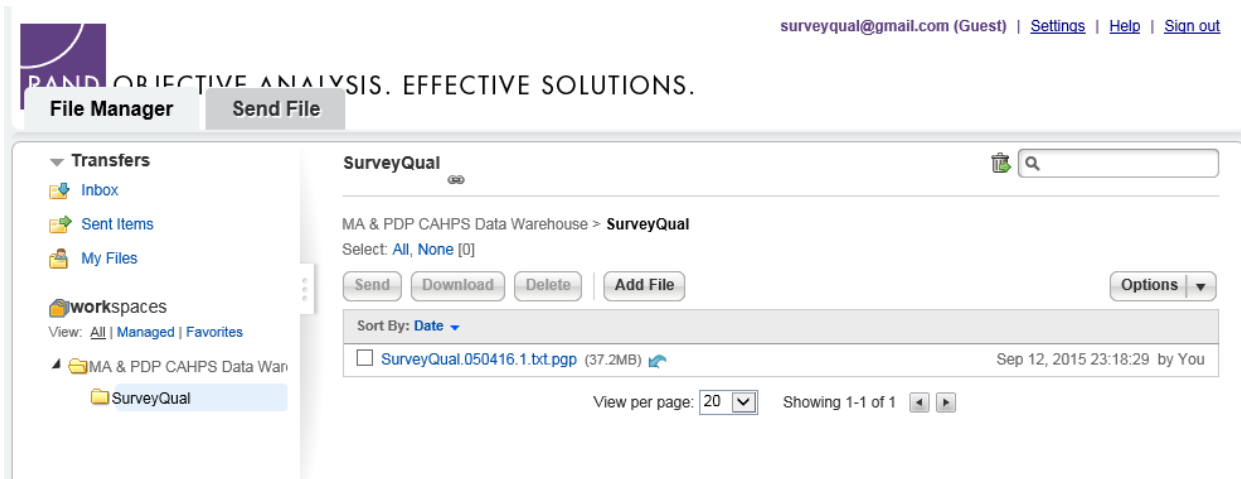 surveyqual@gmail.com (Guest) | Settings | Help | Sign out
RAND OBJECTIVE ANALYSIS. EFFECTIVE SOLUTIONS.
File Manager Send File
Transfers
Inbox
Sent Items
My Files
workspaces
View: All | Managed | Favorites
MA & PDP CAHPS Data War
SurveyQual
SurveyQual
MA & PDP CAHPS Data Warehouse > SurveyQual
Select: All, None [0]
Send Download Delete Add File Options
Sort By: Date
SurveyQual.050416.1.txt.pgp (37.2MB) Sep 12, 2015 23:18:29 by You
View per page: 20 Showing 1-1 of 1